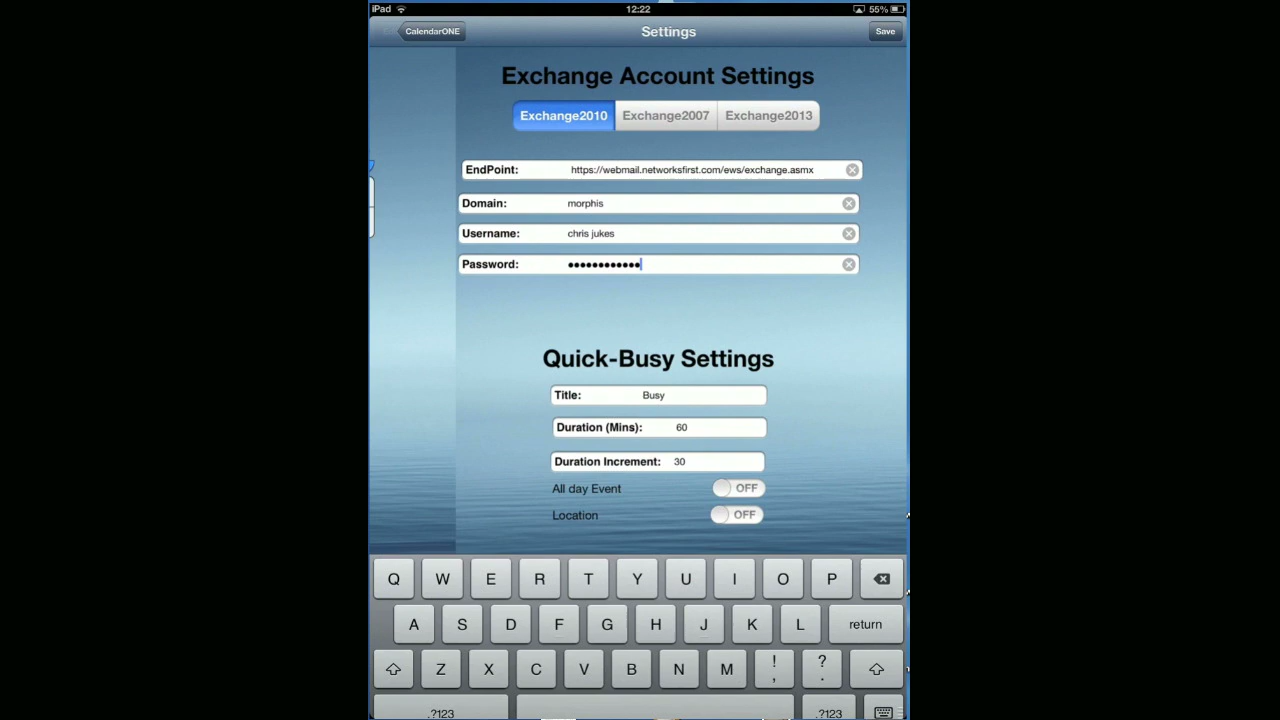 iPad 12:22 55%
CalendarONE Settings Save
Exchange Account Settings
Exchange2010 Exchange2007 Exchange2013
EndPoint: https://webmail.networksfirst.com/ews/exchange.asmx
Domain: morphis
Username: chris jukes
Password: ••••••••••••
Quick-Busy Settings
Title: Busy
Duration (Mins): 60
Duration Increment: 30
All day Event OFF
Location OFF
Q W E R T Y U I O P
A S D F G H J K L return
Z X C V B N M ! , ? .
.?123 .?123